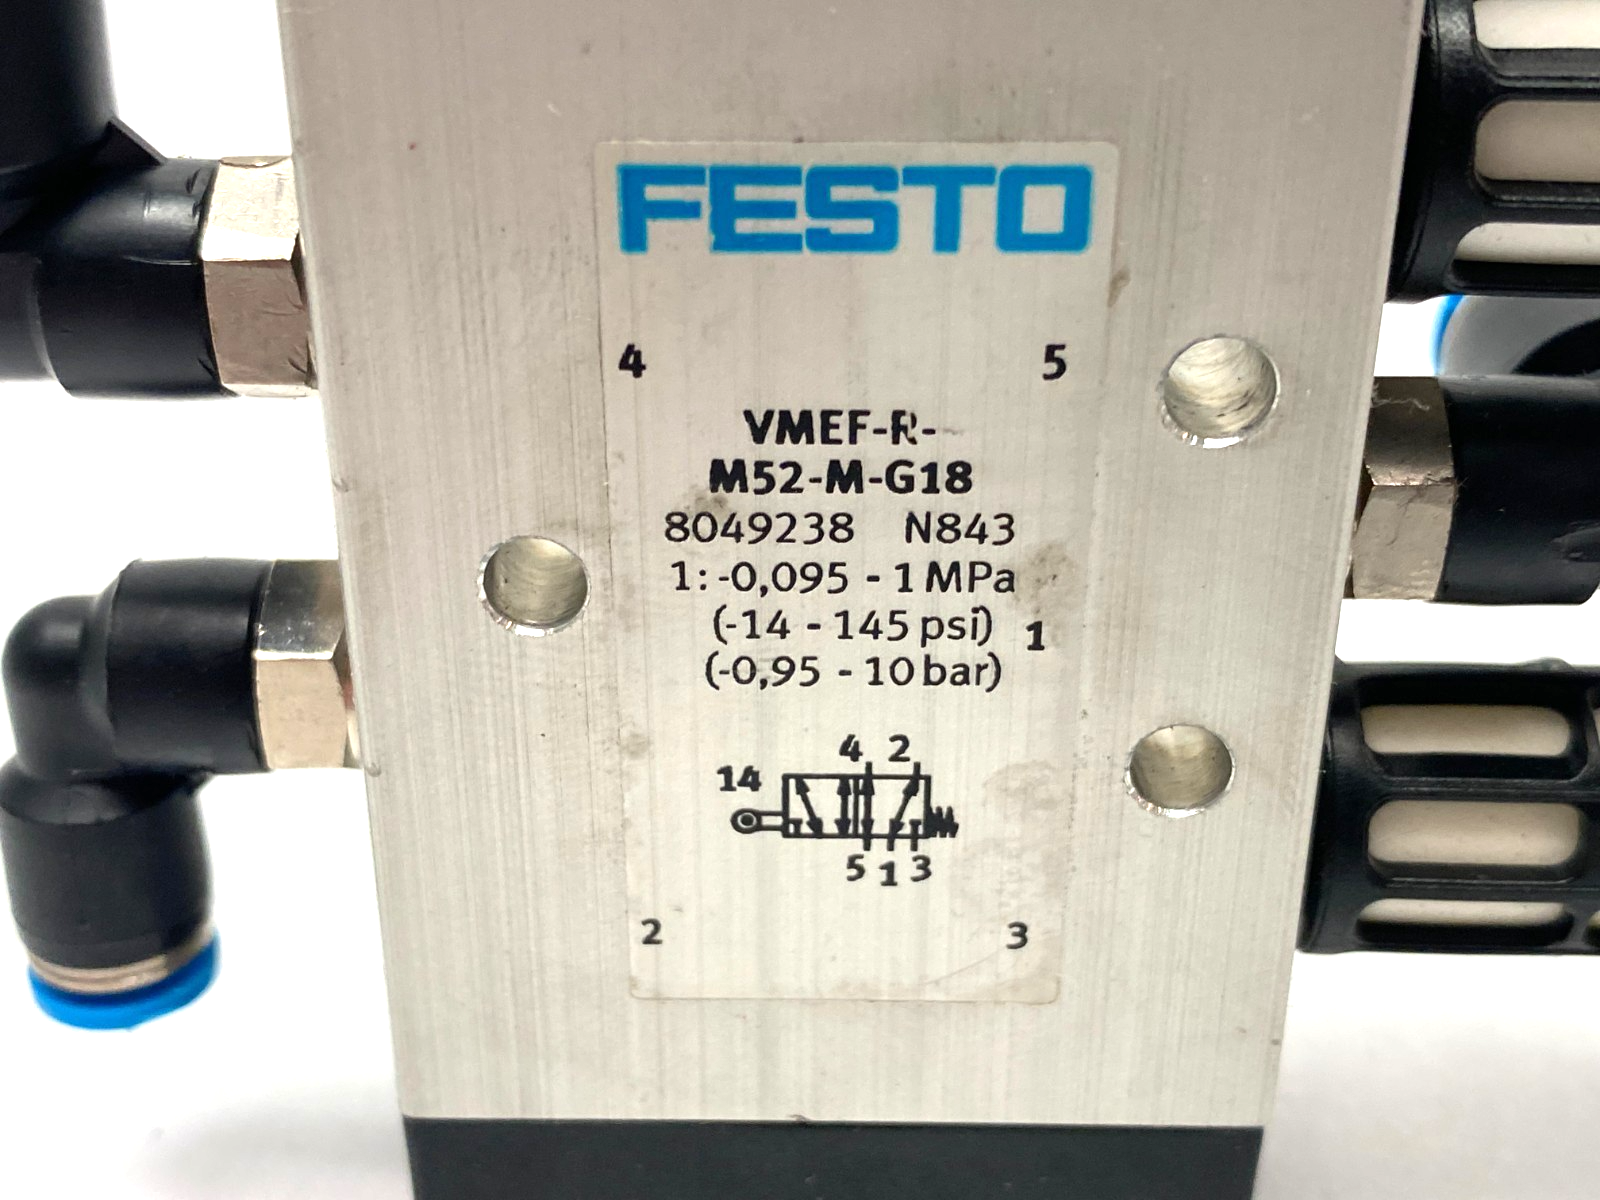 FESTO
4 5
VMEF-R-
M52-M-G18
8049238 N843
1: -0,095 - 1 MPa
(-14 - 145 psi) 1
(-0,95 - 10 bar)
4 2
14
5 1 3
2 3